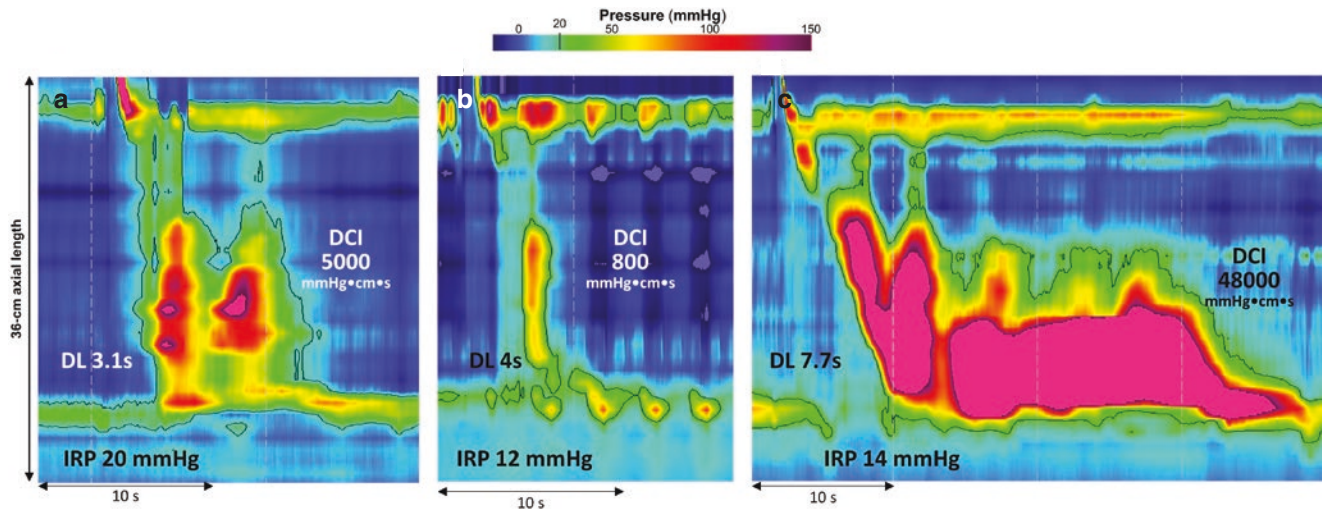 Pressure (mmHg)
0 20 50 100 150
36-cm axial length
a
DCI
5000
mmHg•cm•s
DL 3.1s
IRP 20 mmHg
10 s
b
DCI
800
mmHg•cm•s
DL 4s
IRP 12 mmHg
10 s
c
DCI
48000
mmHg•cm•s
DL 7.7s
IRP 14 mmHg
10 s